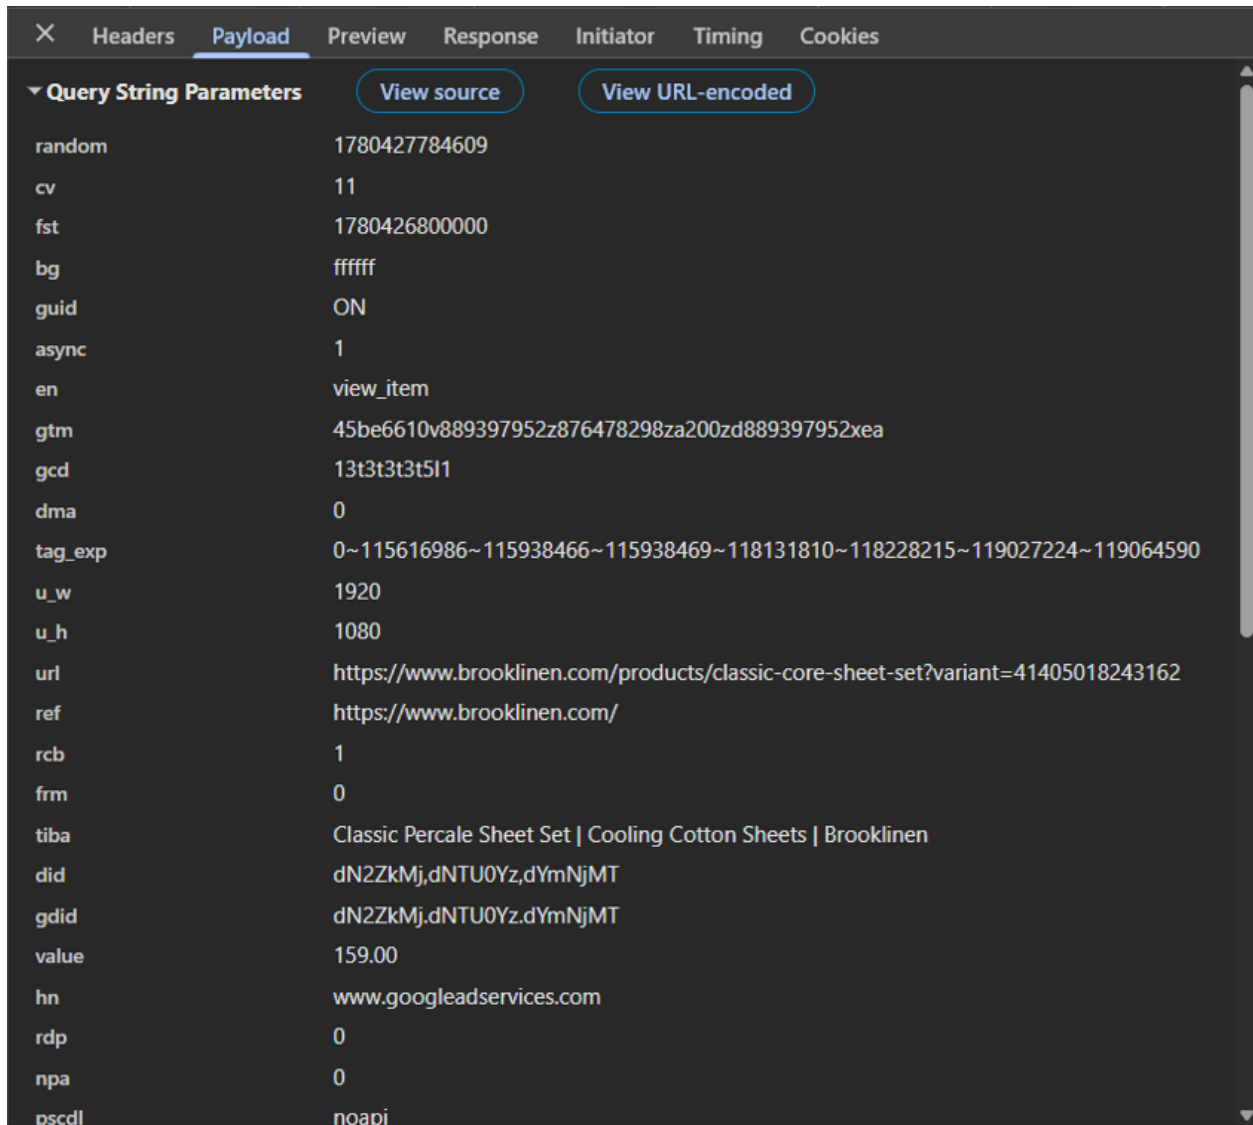 Headers Payload Preview Response Initiator Timing Cookies
Query String Parameters View source View URL-encoded
random 1780427784609
cv 11
fst 1780426800000
bg ffffff
guid ON
async 1
en view_item
gtm 45be6610v889397952z876478298za200zd889397952xea
gcd 13t3t3t3t5l1
dma 0
tag_exp 0~115616986~115938466~115938469~118131810~118228215~119027224~119064590
u_w 1920
u_h 1080
url https://www.brooklinen.com/products/classic-core-sheet-set?variant=41405018243162
ref https://www.brooklinen.com/
rcb 1
frm 0
tiba Classic Percale Sheet Set | Cooling Cotton Sheets | Brooklinen
did dN2ZkMj,dNTU0Yz,dYmNjMT
gdid dN2ZkMj.dNTU0Yz.dYmNjMT
value 159.00
hn www.googleadservices.com
rdp 0
npa 0
pscdl noapi